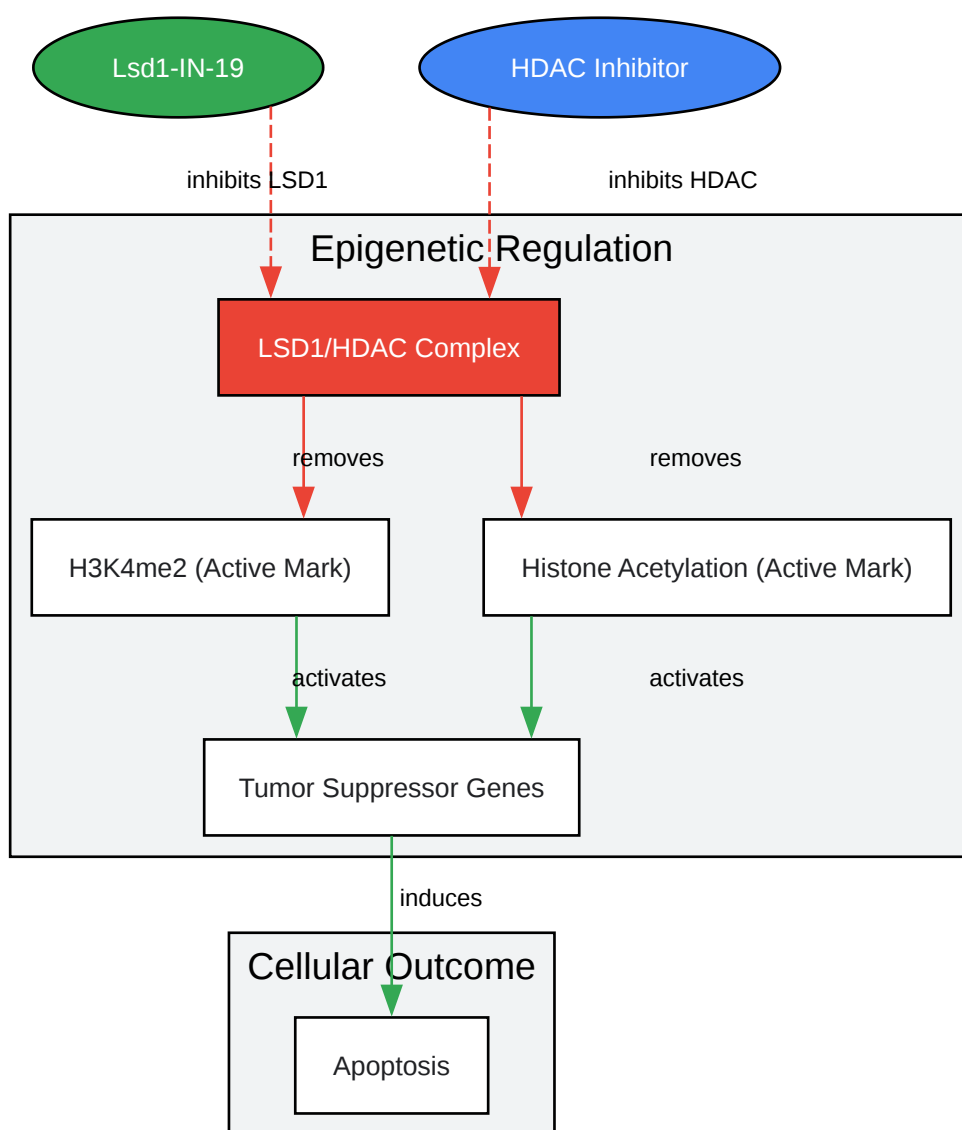 Lsd1-IN-19
HDAC Inhibitor
inhibits LSD1
inhibits HDAC
Epigenetic Regulation
LSD1/HDAC Complex
removes
removes
H3K4me2 (Active Mark)
Histone Acetylation (Active Mark)
activates
activates
Tumor Suppressor Genes
induces
Cellular Outcome
Apoptosis